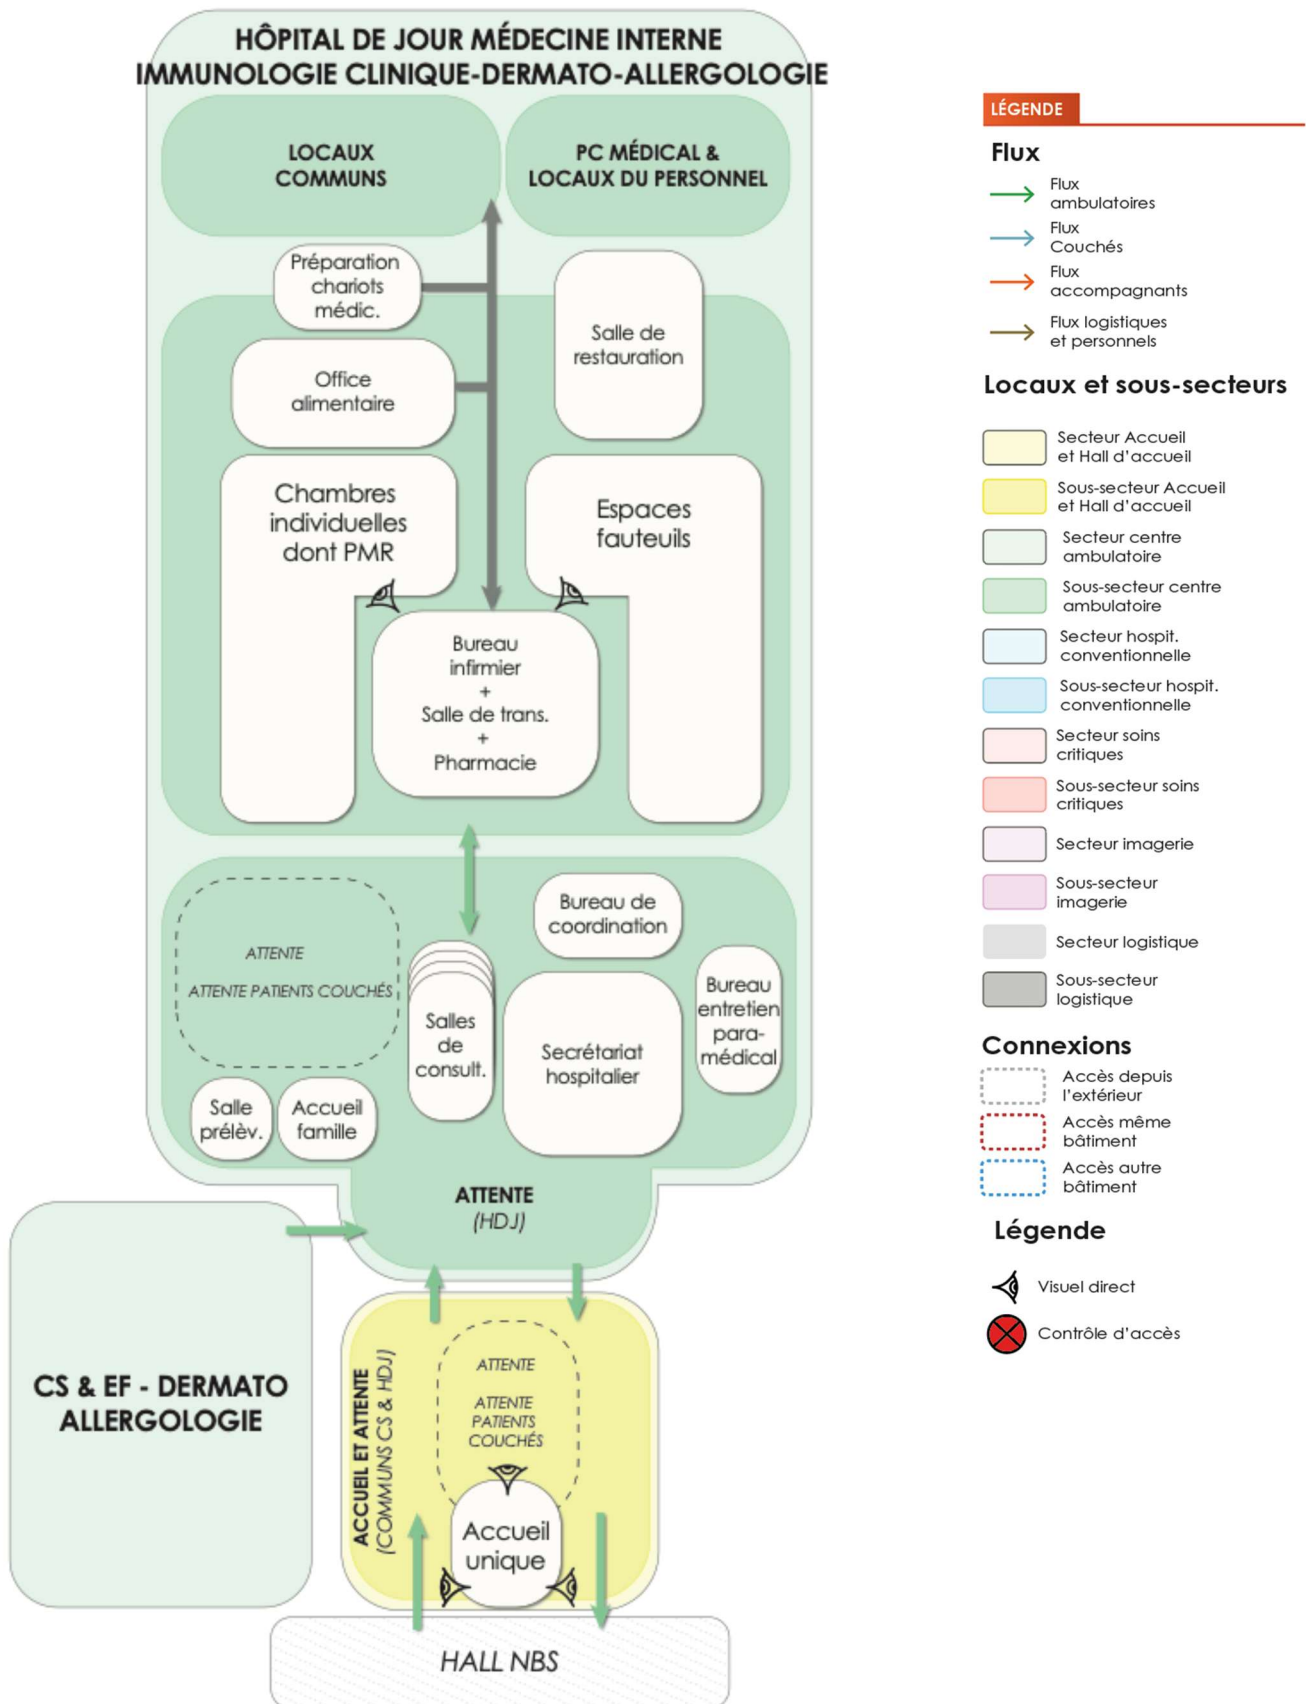 HÔPITAL DE JOUR MÉDECINE INTERNE
IMMUNOLOGIE CLINIQUE-DERMATO-ALLERGOLOGIE
LOCAUX
COMMUNS
PC MÉDICAL &
LOCAUX DU PERSONNEL
Préparation
chariots
médic.
Salle de
restauration
Office
alimentaire
Chambres
individuelles
dont PMR
Espaces
fauteuils
Bureau
infirmier
+
Salle de trans.
+
Pharmacie
ATTENTE
ATTENTE PATIENTS COUCHÉS
Bureau de
coordination
Salles
de
consult.
Secrétariat
hospitalier
Bureau
entretien
para-
médical
Salle
prélèv.
Accueil
famille
ATTENTE
(HDJ)
CS & EF - DERMATO
ALLERGOLOGIE
ACCUEIL ET ATTENTE
(COMMUNS CS & HDJ)
ATTENTE
ATTENTE
PATIENTS
COUCHÉS
Accueil
unique
HALL NBS
LÉGENDE
Flux
Flux
ambulatoires
Flux
Couchés
Flux
accompagnants
Flux logistiques
et personnels
Locaux et sous-secteurs
Secteur Accueil
et Hall d'accueil
Sous-secteur Accueil
et Hall d'accueil
Secteur centre
ambulatoire
Sous-secteur centre
ambulatoire
Secteur hospit.
conventionnelle
Sous-secteur hospit.
conventionnelle
Secteur soins
critiques
Sous-secteur soins
critiques
Secteur imagerie
Sous-secteur
imagerie
Secteur logistique
Sous-secteur
logistique
Connexions
Accès depuis
l'extérieur
Accès même
bâtiment
Accès autre
bâtiment
Légende
Visuel direct
Contrôle d'accès